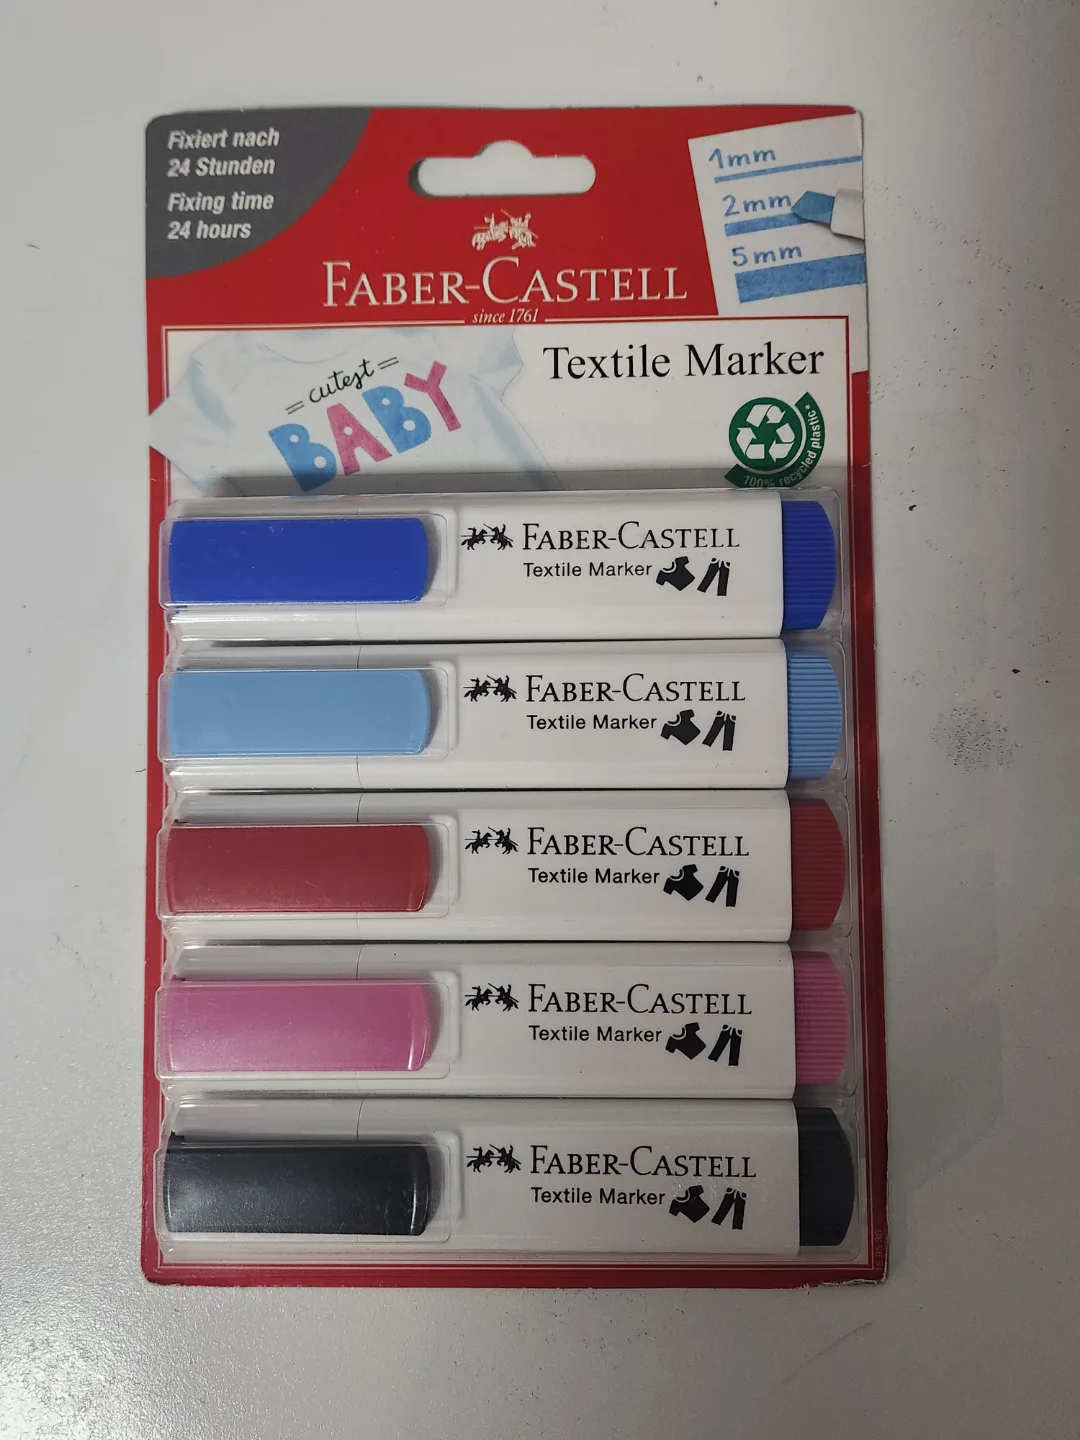 Fixiert nach
24 Stunden
Fixing time
24 hours
1mm
2mm
5mm
FABER-CASTELL
since 1761
Textile Marker
= cutest =
BABY
100% recycled plastic*
FABER-CASTELL
Textile Marker
FABER-CASTELL
Textile Marker
FABER-CASTELL
Textile Marker
FABER-CASTELL
Textile Marker
FABER-CASTELL
Textile Marker